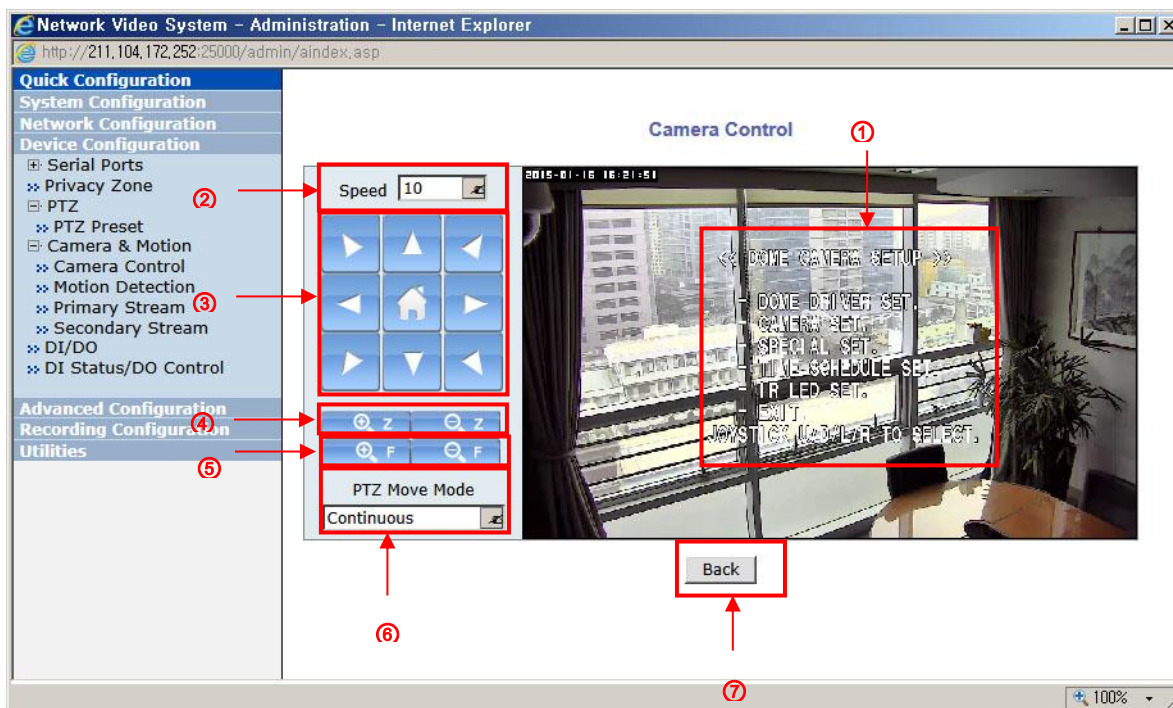 Network Video System - Administration - Internet Explorer
http://211,104,172,252:25000/admin/aindex,asp
Quick Configuration
System Configuration
Network Configuration
Device Configuration
Serial Ports
Privacy Zone
PTZ
PTZ Preset
Camera & Motion
Camera Control
Motion Detection
Primary Stream
Secondary Stream
DI/DO
DI Status/DO Control
Advanced Configuration
Recording Configuration
Utilities
Camera Control
①
②
Speed 10
③
④
Z Z
⑤
F F
PTZ Move Mode
Continuous
⑥
2015-01-16 16:21:51
<< DOME CAMERA SETUP >>
- DOME DRIVER SET.
- CAMERA SET.
- SPECIAL SET.
- TIME-SCHEDULE SET.
- IR LED SET.
- EXIT.
JOYSTICK U/D/L/R TO SELECT.
Back
⑦
100%